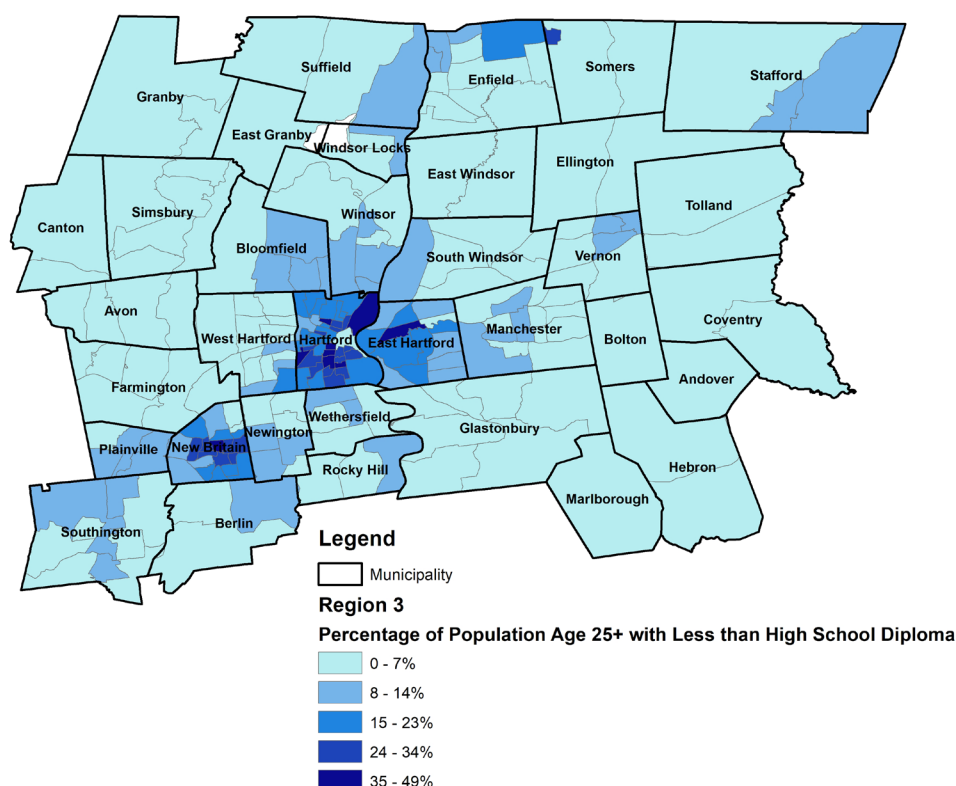 Suffield
Enfield
Somers
Stafford
Granby
East Granby
Windsor Locks
East Windsor
Ellington
Tolland
Canton
Simsbury
Windsor
Bloomfield
South Windsor
Vernon
Avon
West Hartford
Hartford
East Hartford
Manchester
Bolton
Coventry
Andover
Farmington
Plainville
New Britain
Newington
Wethersfield
Glastonbury
Rocky Hill
Hebron
Marlborough
Southington
Berlin
Legend
Municipality
Region 3
Percentage of Population Age 25+ with Less than High School Diploma
0 - 7%
8 - 14%
15 - 23%
24 - 34%
35 - 49%